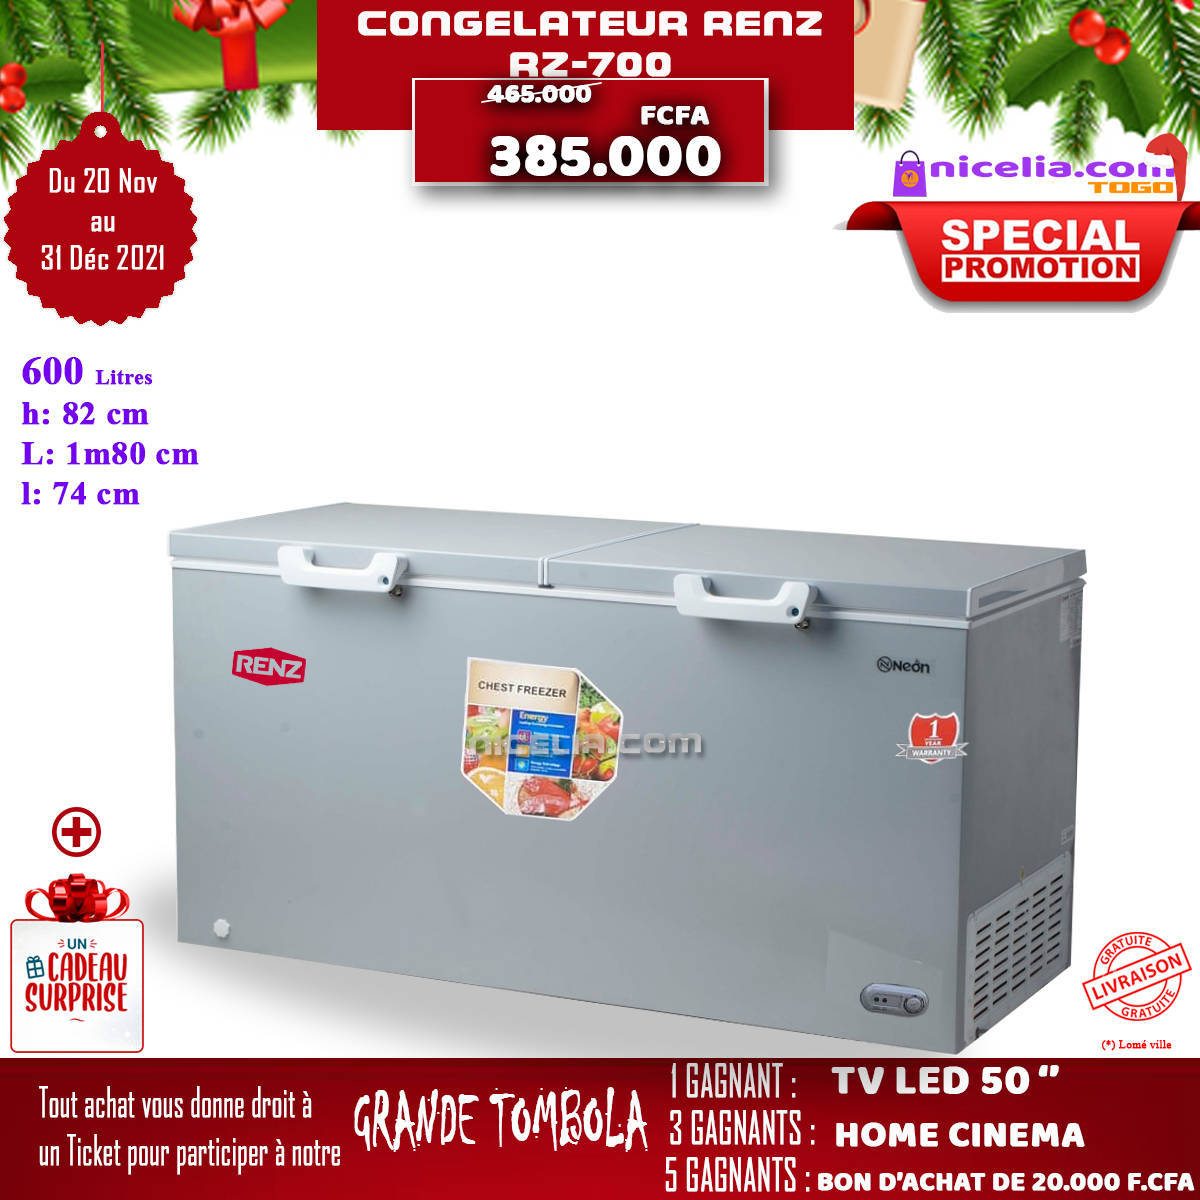 CONGELATEUR RENZ
RZ-700
465.000
FCFA
385.000
Du 20 Nov
au
31 Déc 2021
nicelia.com
TOGO
SPECIAL
PROMOTION
600 Litres
h: 82 cm
L: 1m80 cm
l: 74 cm
RENZ
Neon
CHEST FREEZER
Energy
nicelia.com
1
YEAR
WARRANTY
UN
CADEAU
SURPRISE
GRATUITE
LIVRAISON
GRATUITE
(*) Lomé ville
Tout achat vous donne droit à
un Ticket pour participer à notre
GRANDE TOMBOLA
1 GAGNANT : TV LED 50 ’’
3 GAGNANTS : HOME CINEMA
5 GAGNANTS : BON D’ACHAT DE 20.000 F.CFA